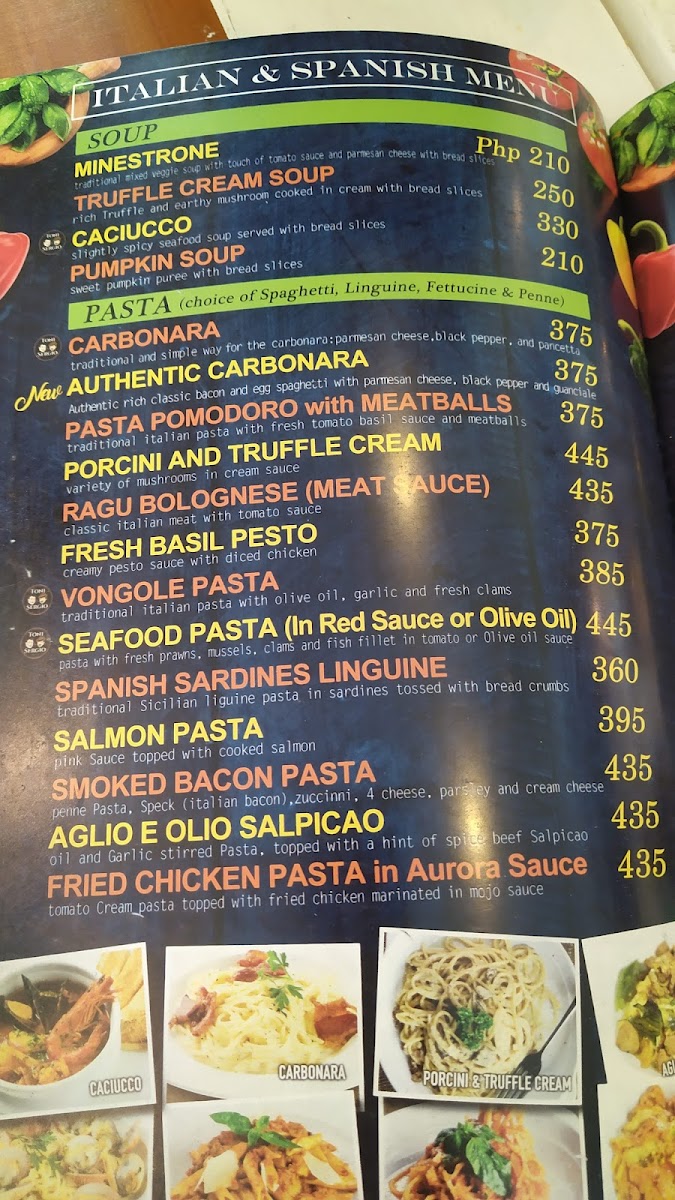 ITALIAN & SPANISH MENU
SOUP
MINESTRONE Php 210
traditional mixed veggie soup with touch of tomato sauce and parmesan cheese with bread slices
TRUFFLE CREAM SOUP 250
rich Truffle and earthy mushroom cooked in cream with bread slices
TONI SERGIO CACIUCCO 330
slightly spicy seafood soup served with bread slices
PUMPKIN SOUP 210
sweet pumpkin puree with bread slices
PASTA (choice of Spaghetti, Linguine, Fettucine & Penne)
TONI SERGIO CARBONARA 375
traditional and simple way for the carbonara:parmesan cheese,black pepper, and pancetta
New AUTHENTIC CARBONARA 375
Authentic rich classic bacon and egg spaghetti with parmesan cheese, black pepper and guanciale
PASTA POMODORO with MEATBALLS 375
traditional italian pasta with fresh tomato basil sauce and meatballs
PORCINI AND TRUFFLE CREAM 445
variety of mushrooms in cream sauce
RAGU BOLOGNESE (MEAT SAUCE) 435
classic italian meat with tomato sauce
FRESH BASIL PESTO 375
creamy pesto sauce with diced chicken
TONI SERGIO VONGOLE PASTA 385
traditional italian pasta with olive oil, garlic and fresh clams
TONI SERGIO SEAFOOD PASTA (In Red Sauce or Olive Oil) 445
pasta with fresh prawns, mussels, clams and fish fillet in tomato or Olive oil sauce
SPANISH SARDINES LINGUINE 360
traditional Sicilian liguine pasta in sardines tossed with bread crumbs
SALMON PASTA 395
pink Sauce topped with cooked salmon
SMOKED BACON PASTA 435
penne Pasta, Speck (italian bacon),zuccinni, 4 cheese, parsley and cream cheese
AGLIO E OLIO SALPICAO 435
oil and Garlic stirred Pasta, topped with a hint of spice beef Salpicao
FRIED CHICKEN PASTA in Aurora Sauce 435
tomato Cream pasta topped with fried chicken marinated in mojo sauce
CACIUCCO
CARBONARA
PORCINI & TRUFFLE CREAM